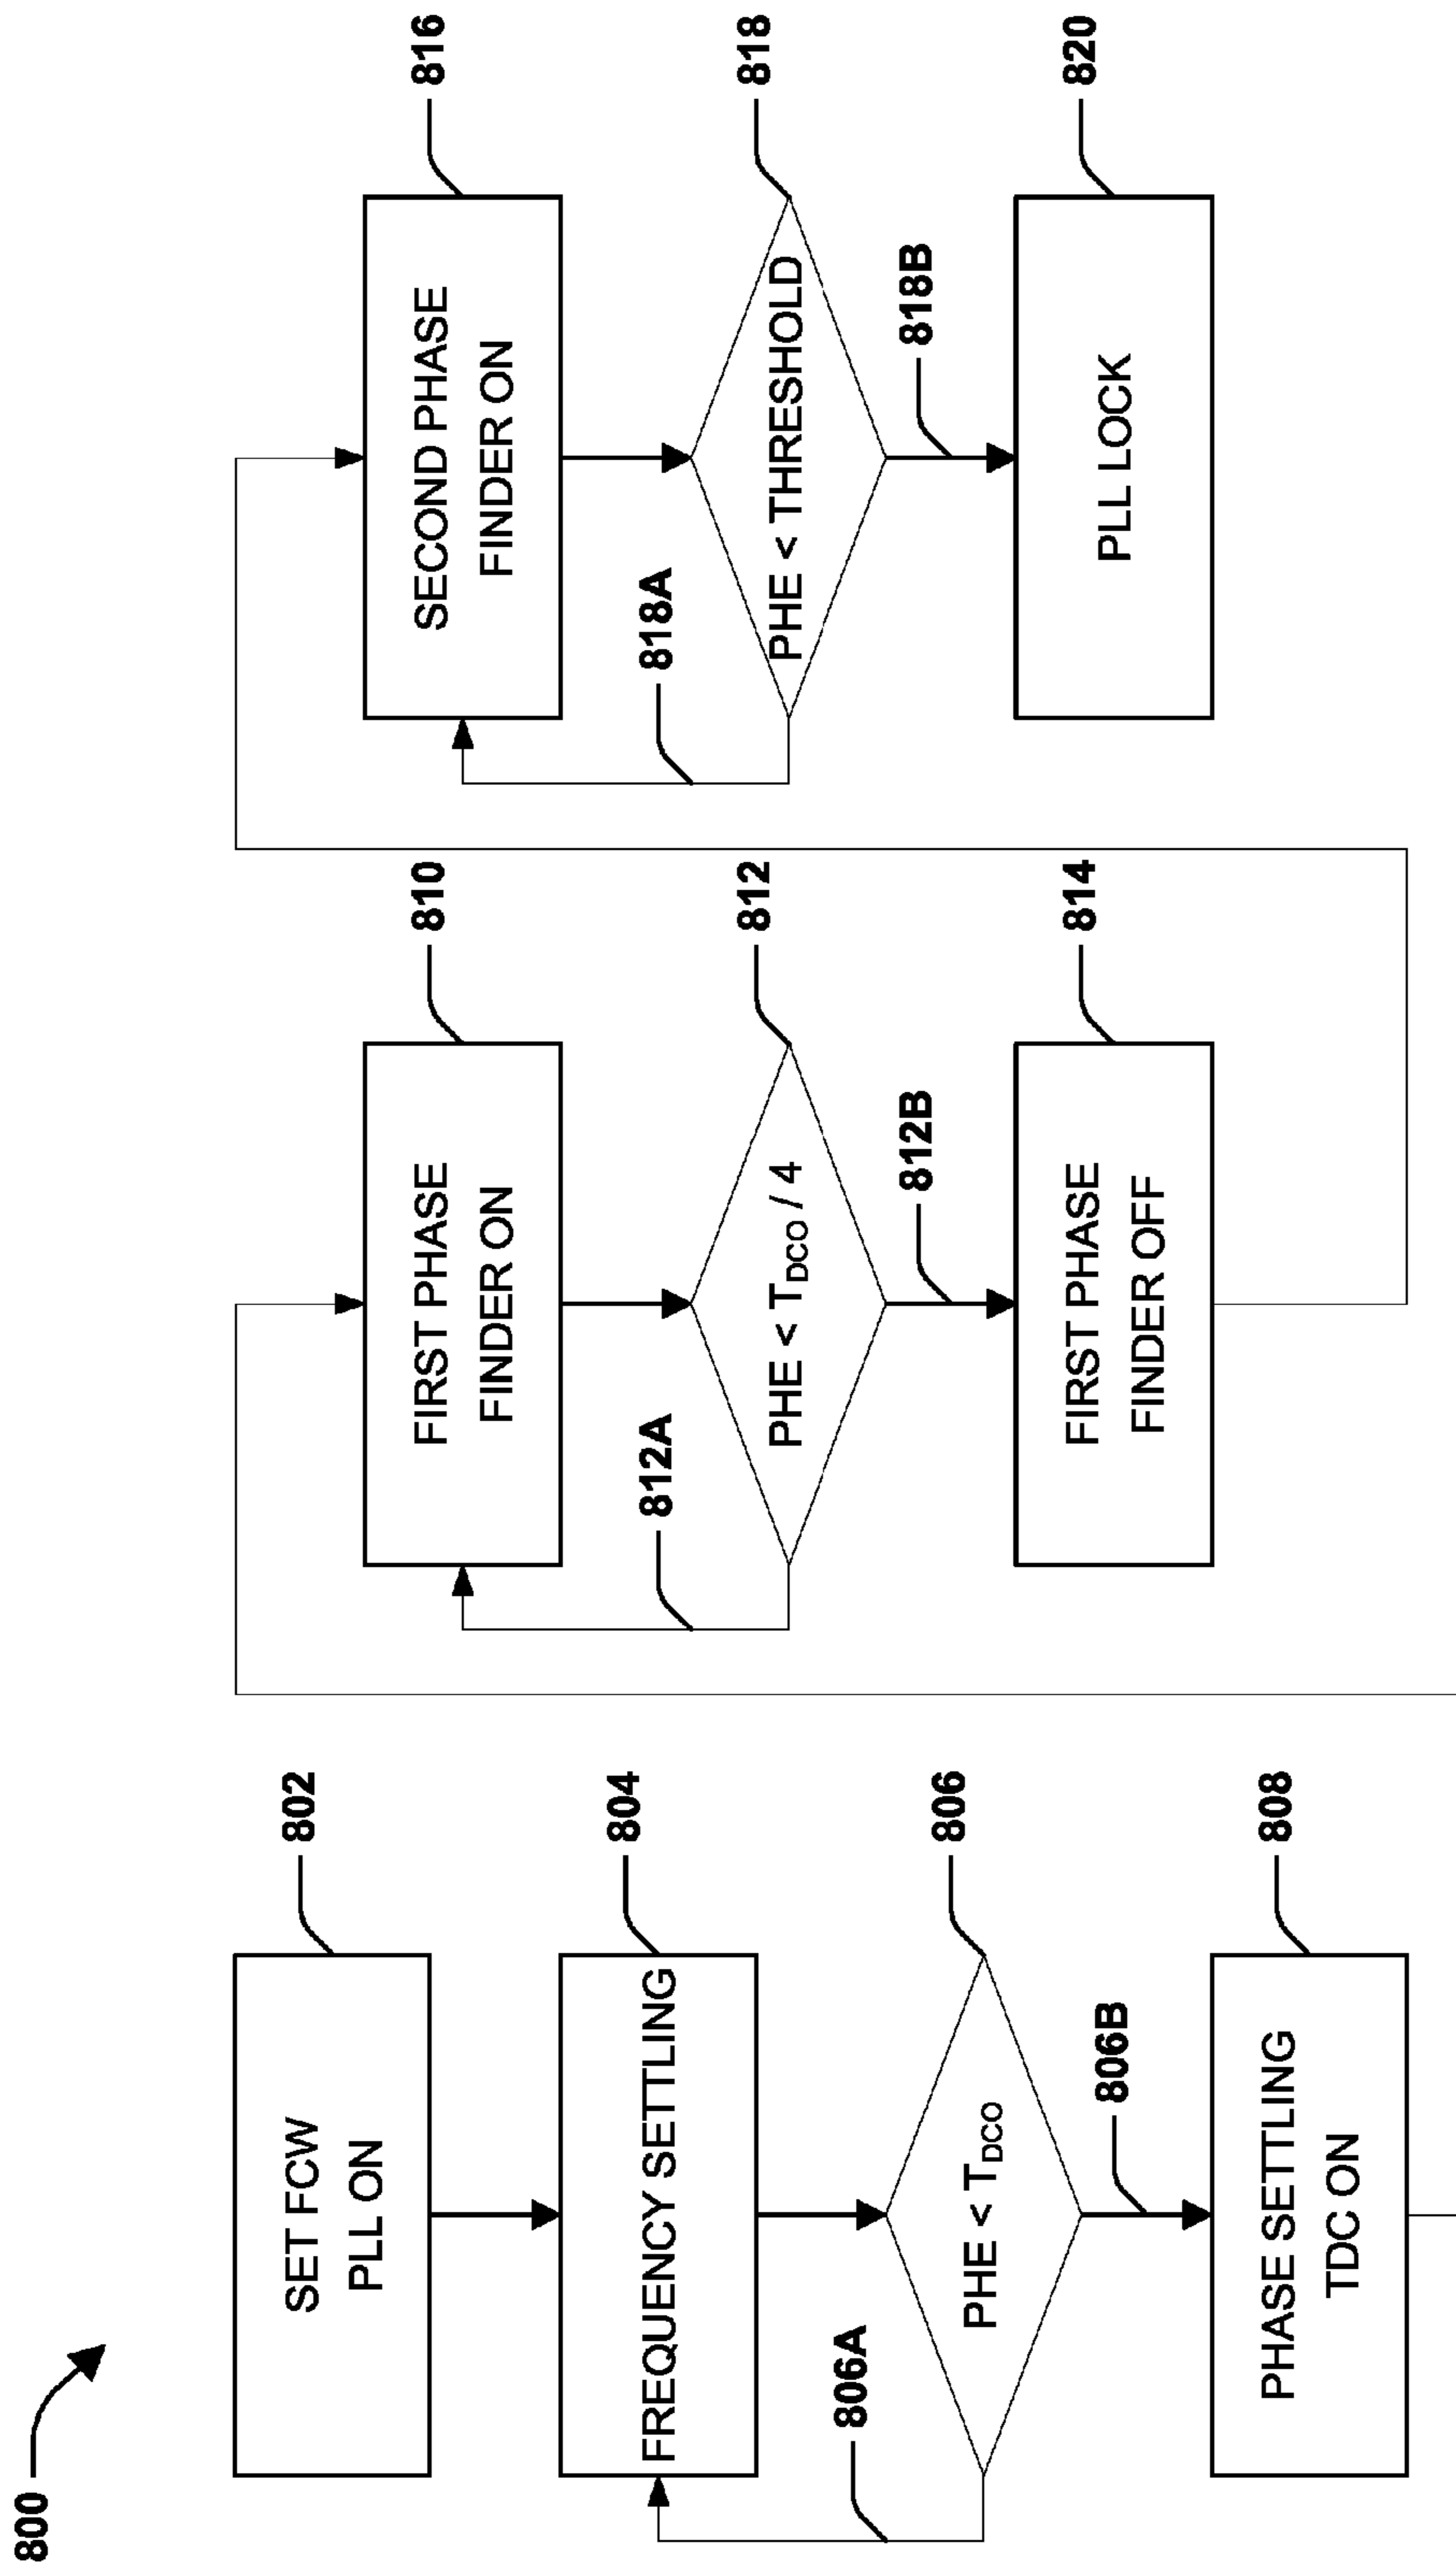 800
SET FCW
PLL ON
802
FREQUENCY SETTLING
804
806A
PHE < TDCO
806
806B
PHASE SETTLING
TDC ON
808
FIRST PHASE
FINDER ON
810
812A
PHE < TDCO / 4
812
812B
FIRST PHASE
FINDER OFF
814
SECOND PHASE
FINDER ON
816
818A
PHE < THRESHOLD
818
818B
PLL LOCK
820